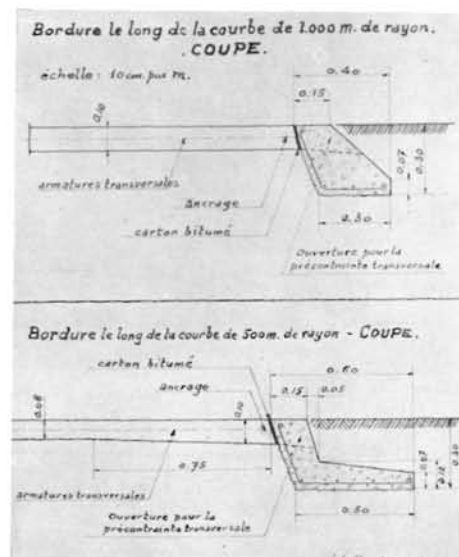 Bordure le long de la courbe de 1.000 m. de rayon.
COUPE.
échelle : 10 cm. par m.
0.40
0.15
0,10
0.07
0.30
armatures transversales
Ancrage
carton bitumé
0.30
Ouverture pour la
précontrainte transversale
Bordure le long de la courbe de 500 m. de rayon - COUPE.
carton bitumé
Ancrage
0.60
0.15
0.05
0.08
0.10
0.75
0.30
armatures transversales
Ouverture pour la
précontrainte transversale
0.50